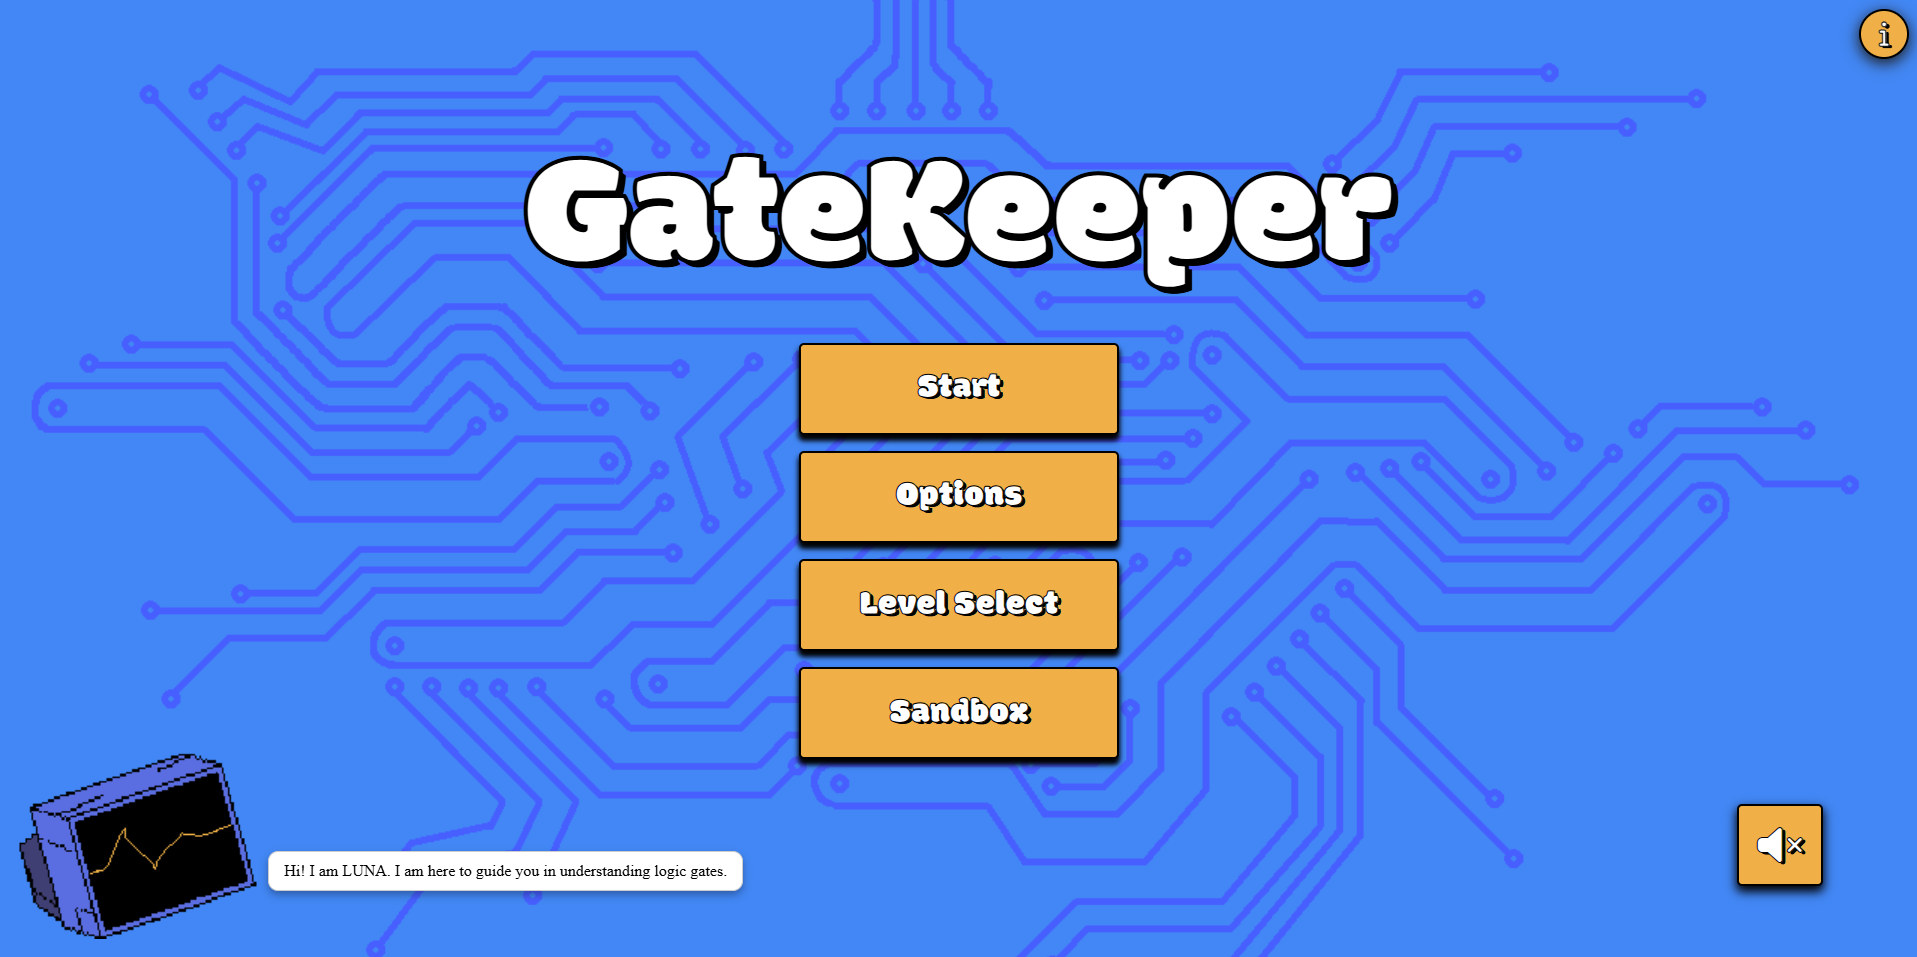 i
GateKeeper
Start
Options
Level Select
Sandbox
Hi! I am LUNA. I am here to guide you in understanding logic gates.